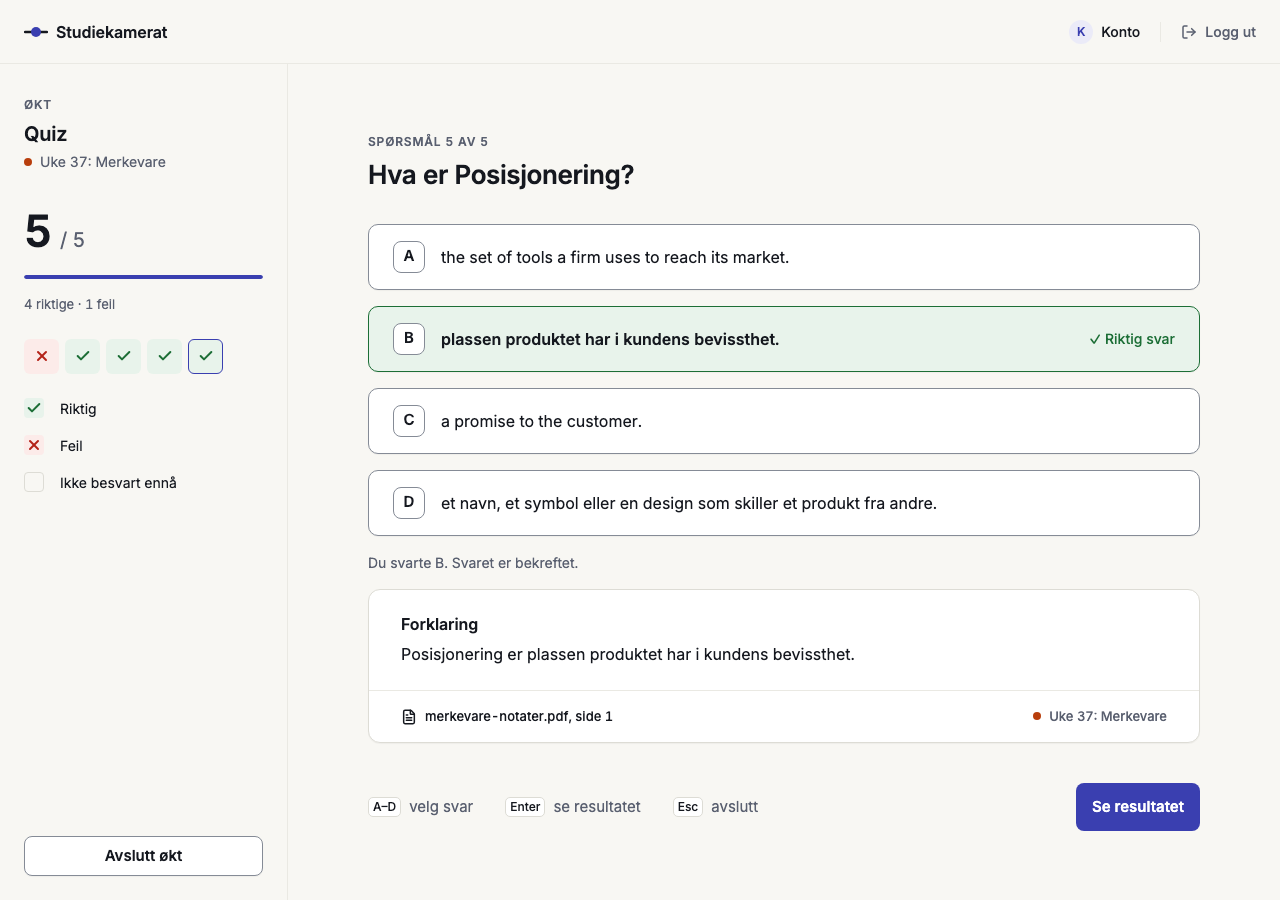 Studiekamerat
K Konto
Logg ut
ØKT
Quiz
Uke 37: Merkevare
5 / 5
4 riktige · 1 feil
Riktig
Feil
Ikke besvart ennå
Avslutt økt
SPØRSMÅL 5 AV 5
Hva er Posisjonering?
A the set of tools a firm uses to reach its market.
B plassen produktet har i kundens bevissthet. Riktig svar
C a promise to the customer.
D et navn, et symbol eller en design som skiller et produkt fra andre.
Du svarte B. Svaret er bekreftet.
Forklaring
Posisjonering er plassen produktet har i kundens bevissthet.
merkevare-notater.pdf, side 1 Uke 37: Merkevare
A–D velg svar Enter se resultatet Esc avslutt
Se resultatet